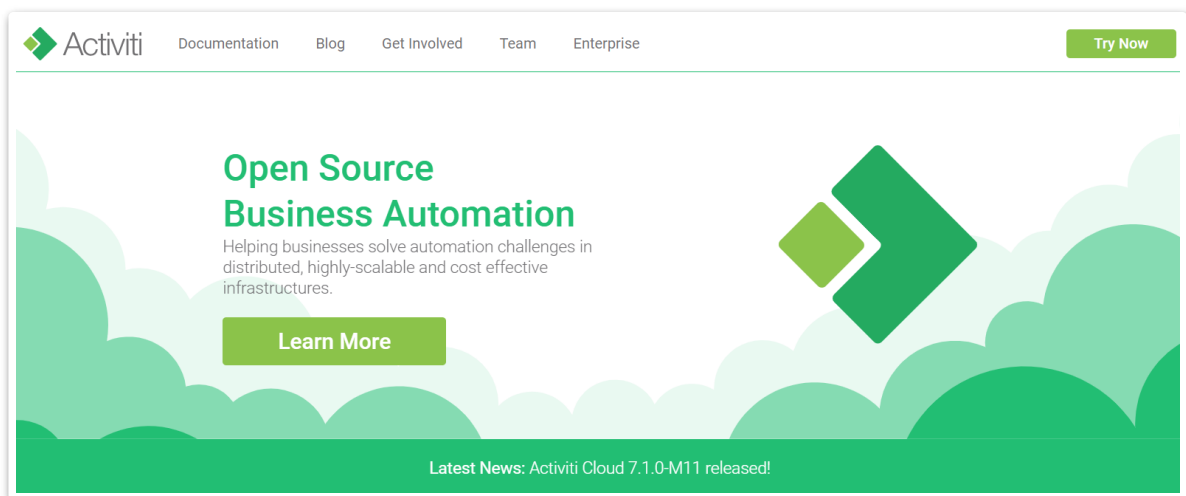 Activiti Documentation Blog Get Involved Team Enterprise Try Now
Open Source
Business Automation
Helping businesses solve automation challenges in
distributed, highly-scalable and cost effective
infrastructures.
Learn More
Latest News: Activiti Cloud 7.1.0-M11 released!